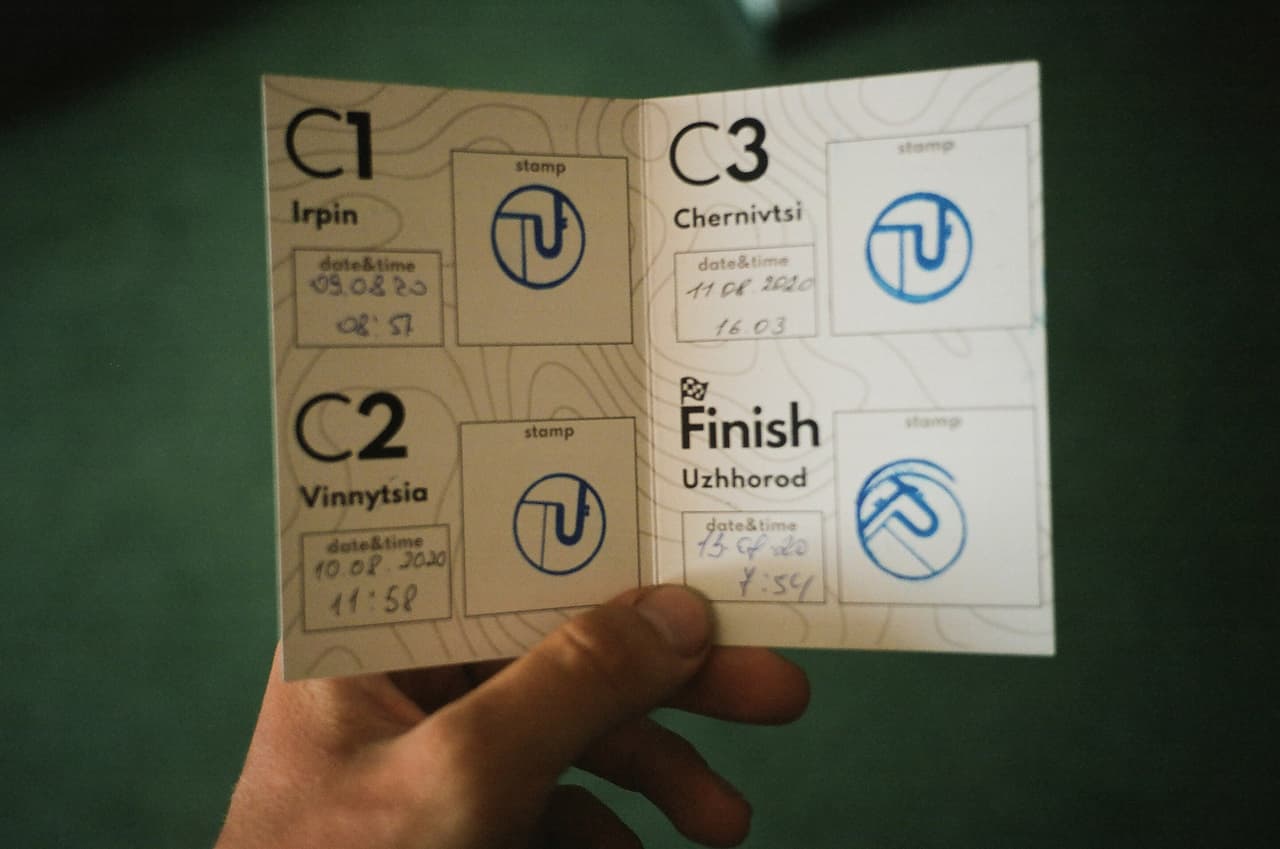 C1
Irpin
date&time
09.08.20
08:57
stamp
C2
Vinnytsia
date&time
10.08.2020
11:58
stamp
C3
Chernivtsi
date&time
11 08.2020
16.03
stamp
Finish
Uzhhorod
date&time
7:54
stamp